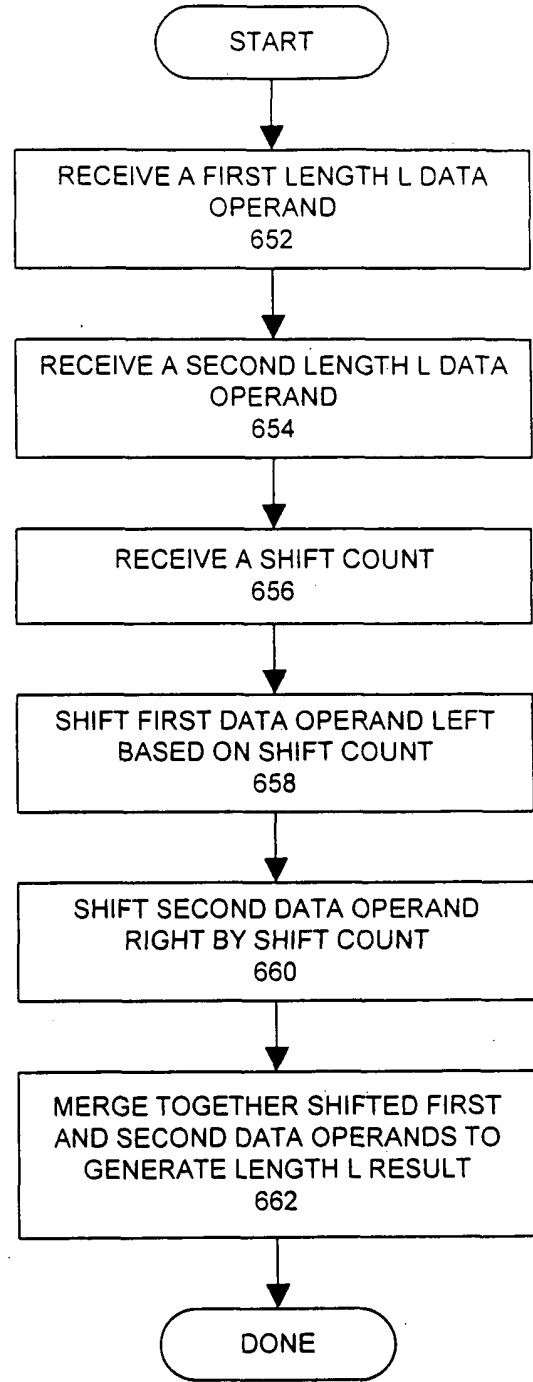 START
RECEIVE A FIRST LENGTH L DATA
OPERAND
652
RECEIVE A SECOND LENGTH L DATA
OPERAND
654
RECEIVE A SHIFT COUNT
656
SHIFT FIRST DATA OPERAND LEFT
BASED ON SHIFT COUNT
658
SHIFT SECOND DATA OPERAND
RIGHT BY SHIFT COUNT
660
MERGE TOGETHER SHIFTED FIRST
AND SECOND DATA OPERANDS TO
GENERATE LENGTH L RESULT
662
DONE